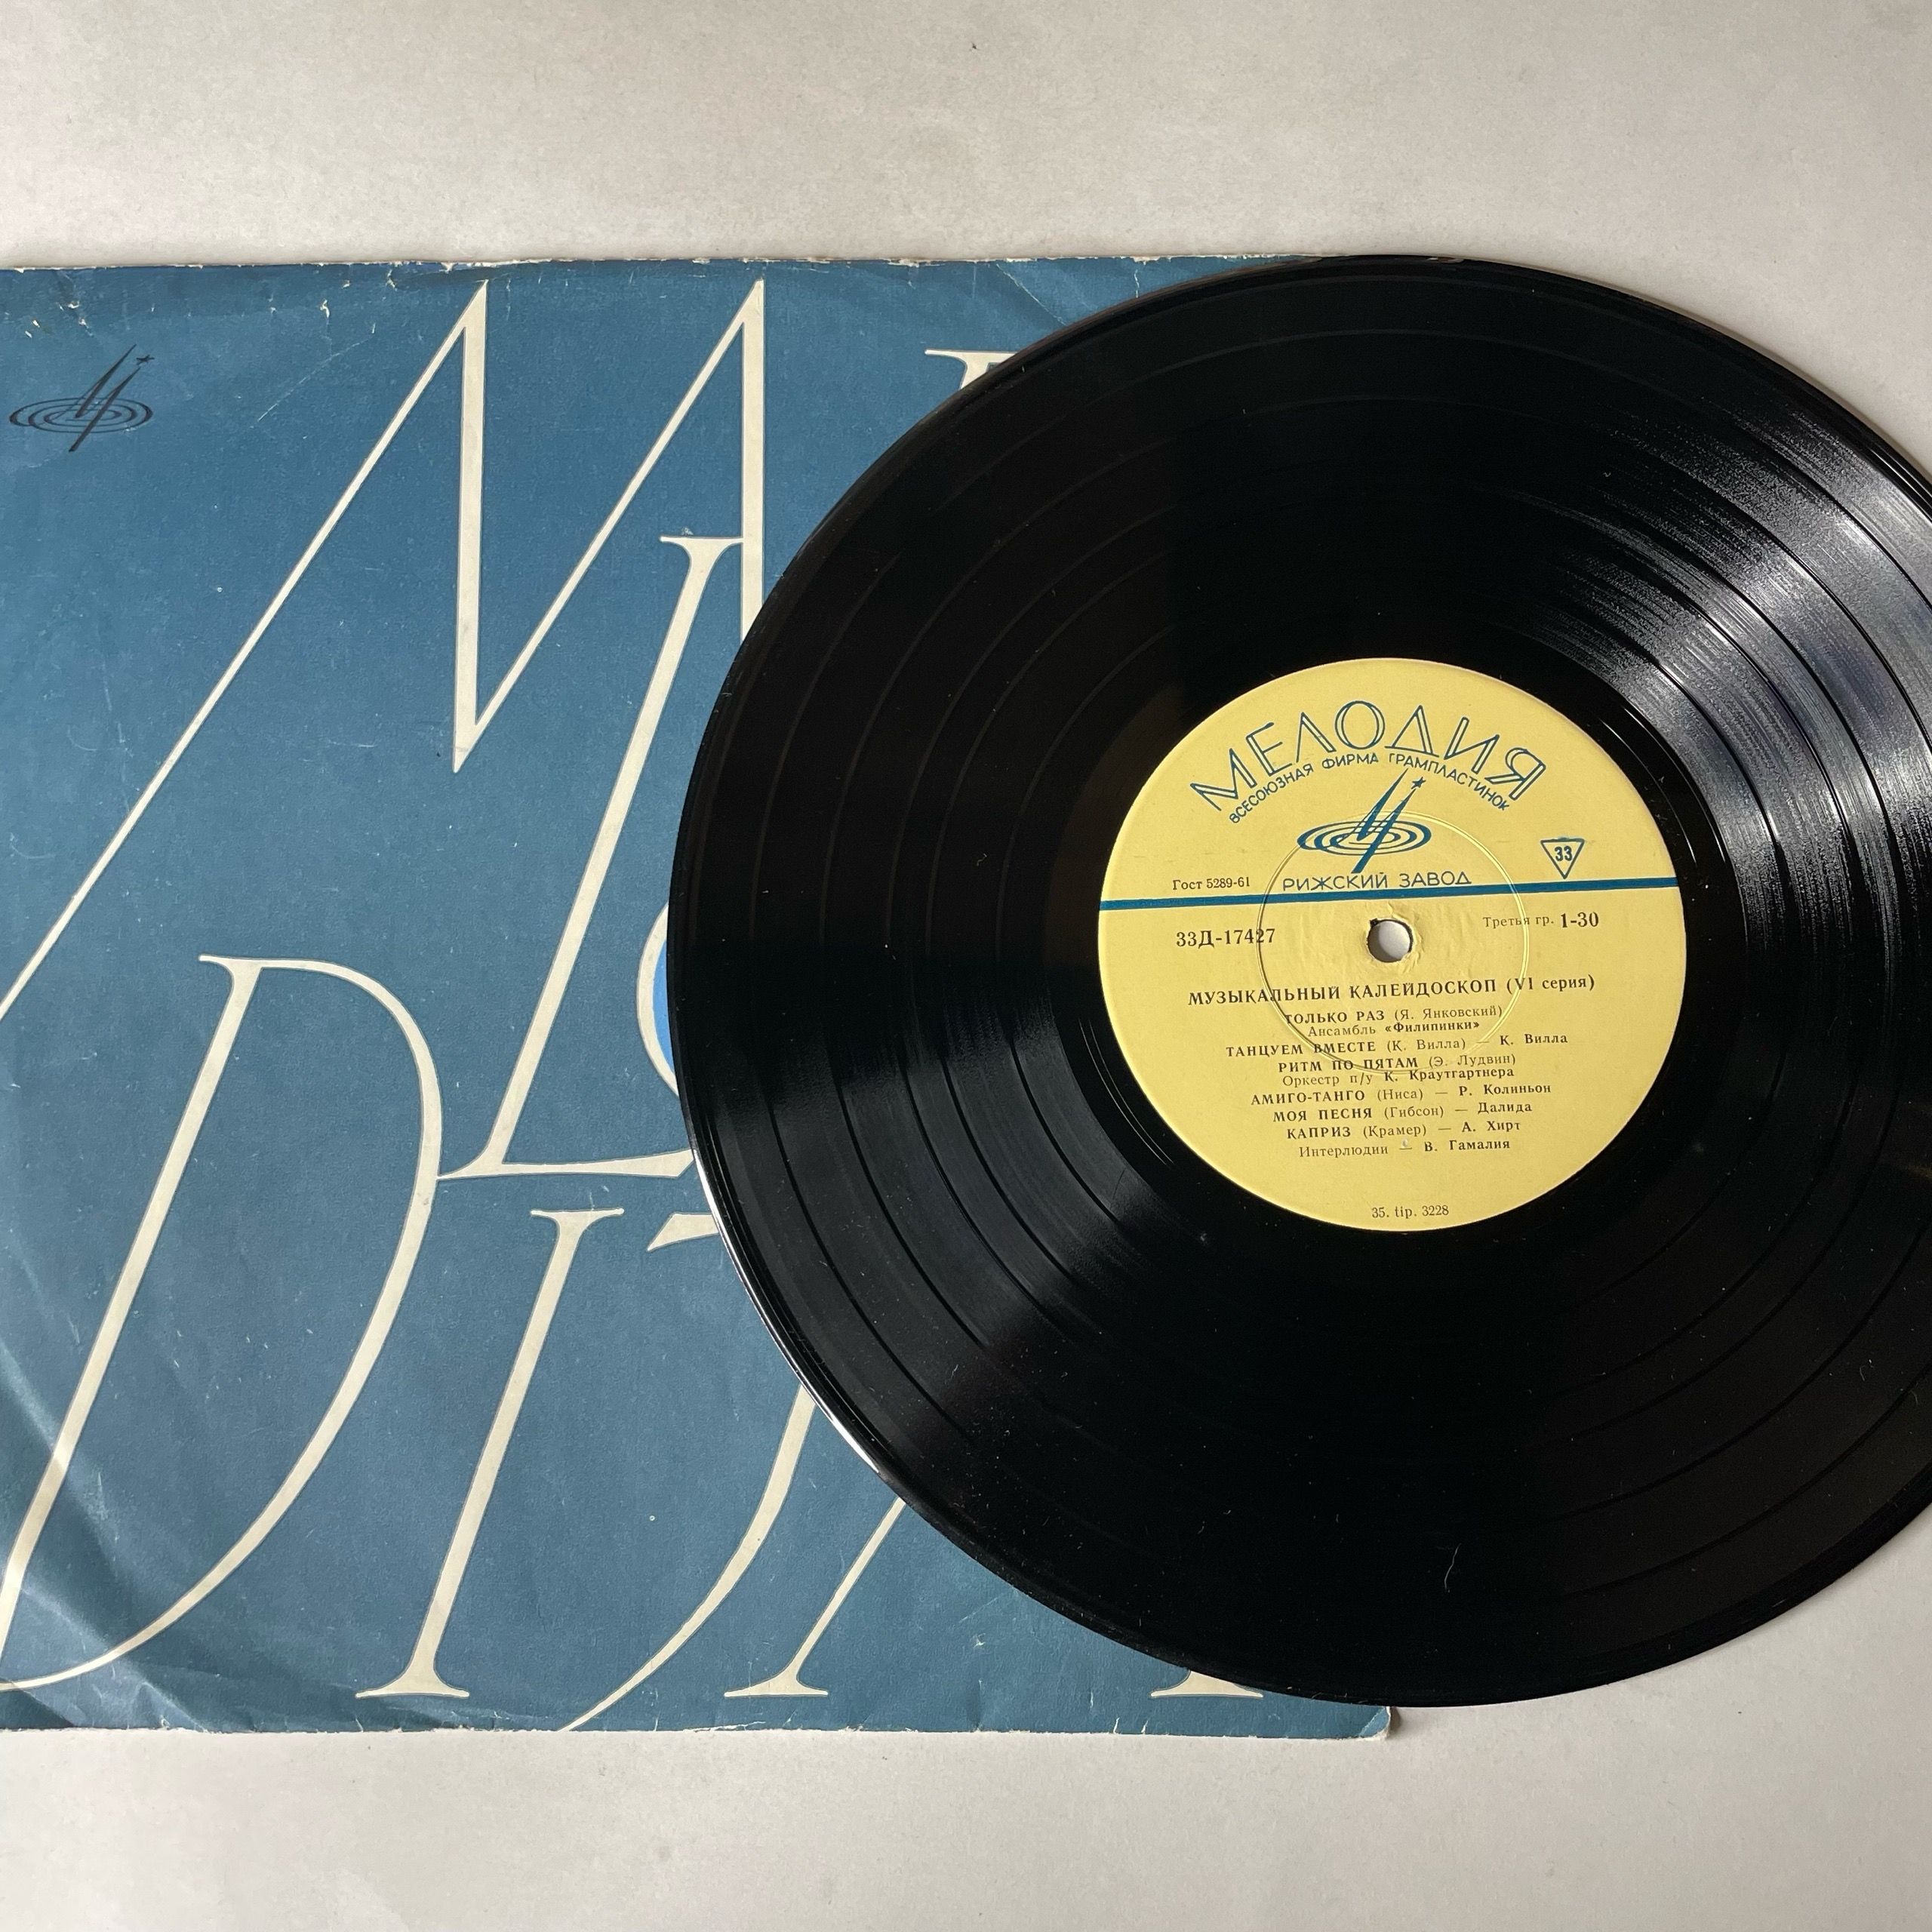 МЕЛОДИЯ
ВСЕСОЮЗНАЯ ФИРМА ГРАМПЛАСТИНОК
33
Гост 5289-61 РИЖСКИЙ ЗАВОД
33Д-17427 Третья гр. 1-30
МУЗЫКАЛЬНЫЙ КАЛЕЙДОСКОП (VI серия)
ТОЛЬКО РАЗ (Я. Янковский)
Ансамбль «Филипинки»
ТАНЦУЕМ ВМЕСТЕ (К. Вилла) — К. Вилла
РИТМ ПО ПЯТАМ (Э. Лудвин)
Оркестр п/у К. Краутгартнера
АМИГО-ТАНГО (Ниса) — Р. Колиньон
МОЯ ПЕСНЯ (Гибсон) — Далида
КАПРИЗ (Крамер) — А. Хирт
Интерлюдии — В. Гамалия
35. tip. 3228